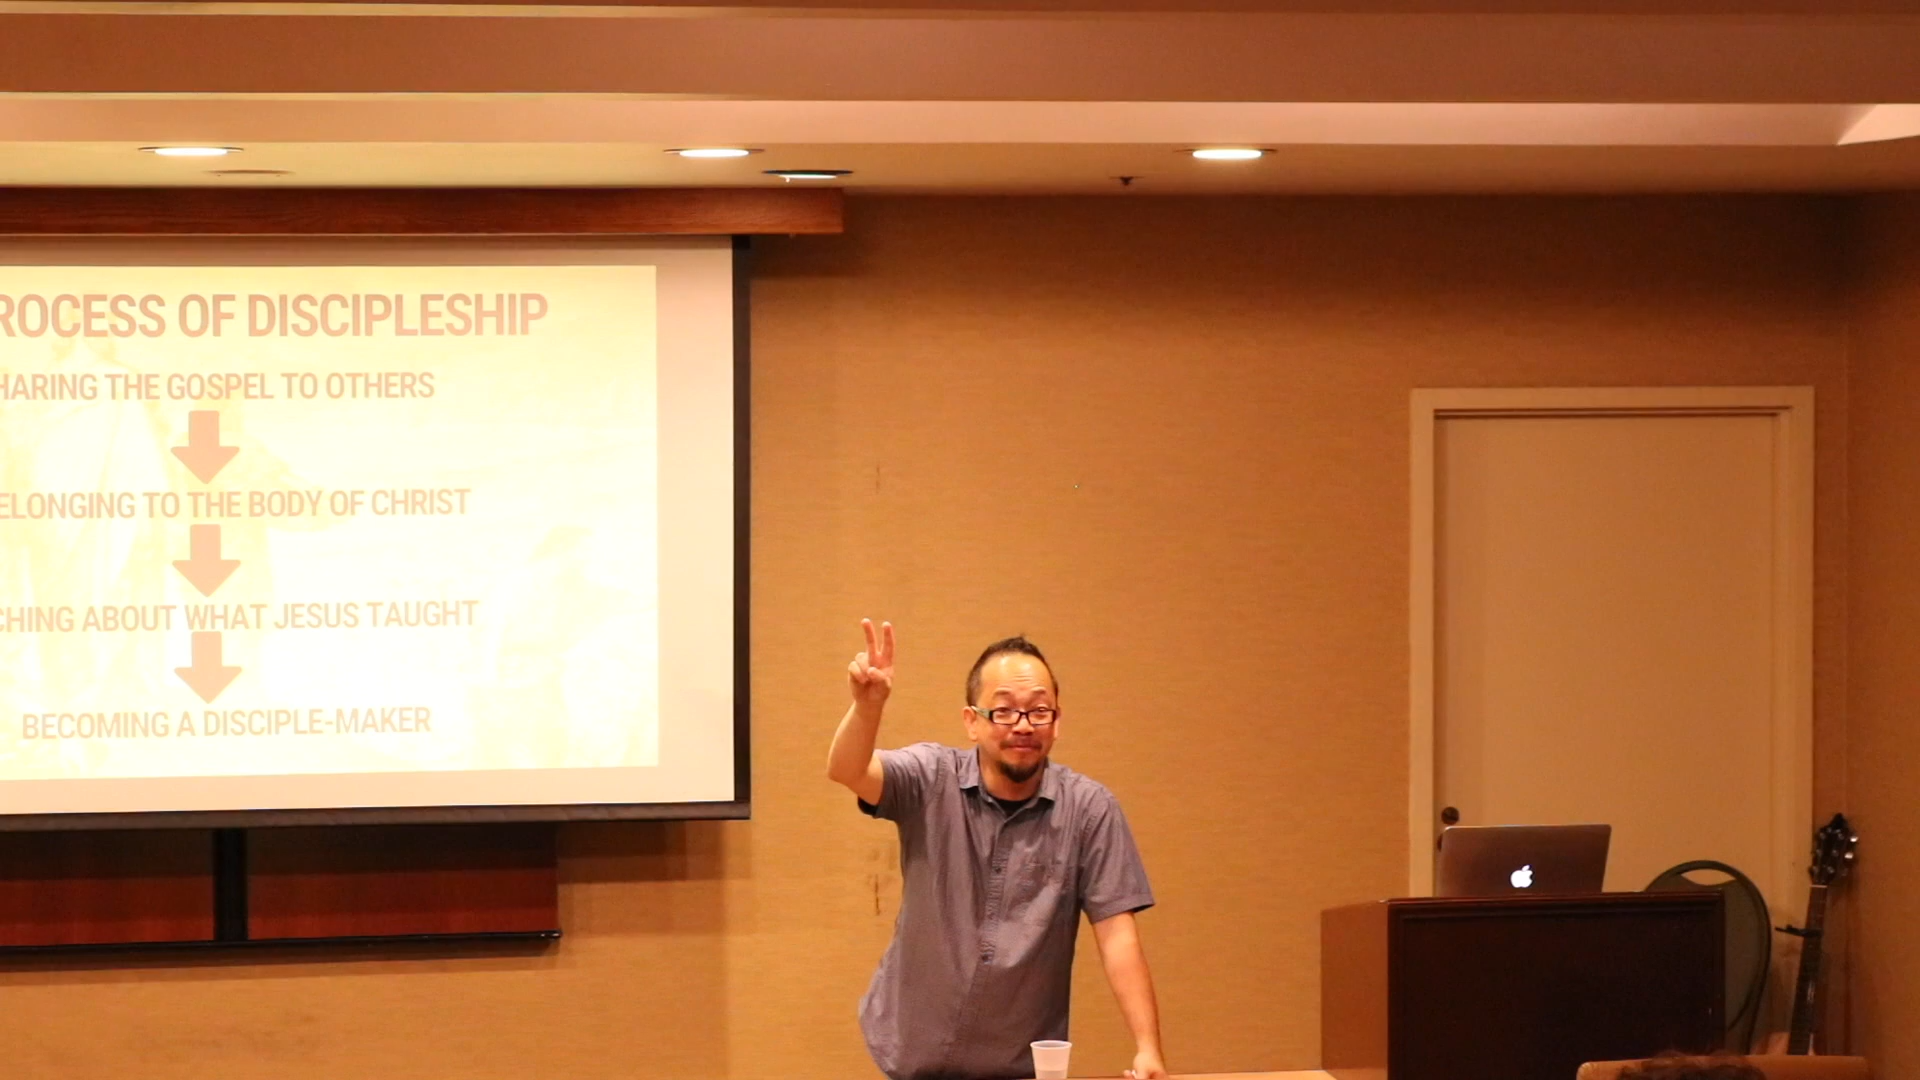 ROCESS OF DISCIPLESHIP
HARING THE GOSPEL TO OTHERS
ELONGING TO THE BODY OF CHRIST
CHING ABOUT WHAT JESUS TAUGHT
BECOMING A DISCIPLE-MAKER